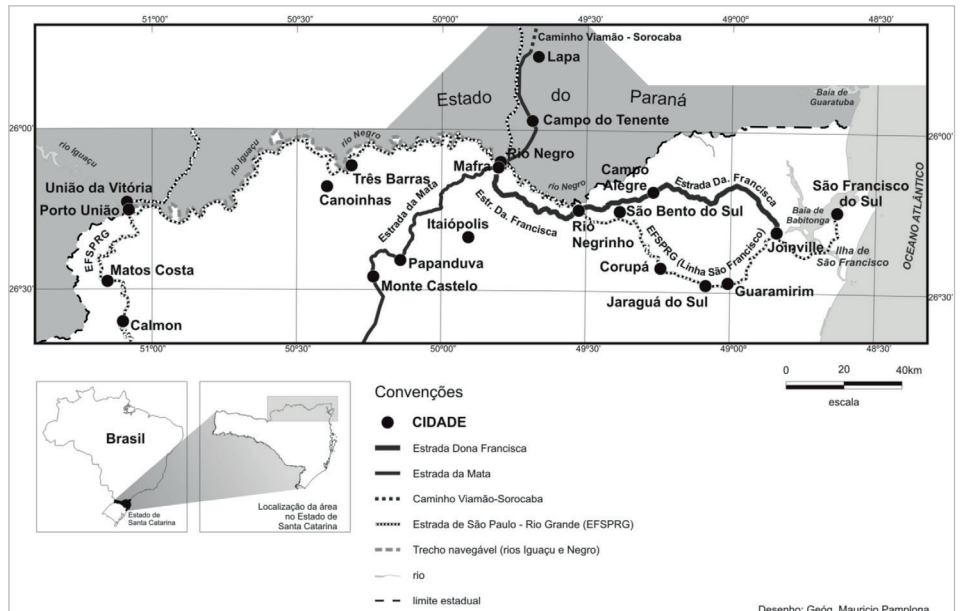 51°00'
50°30'
50°00'
49°30'
49°00'
48°30'
Caminho Viamão - Sorocaba
Lapa
Estado do Paraná
Baía de
Guaratuba
Campo do Tenente
26°00'
26°00'
rio Iguaçu
rio Iguaçu
rio Negro
Rio Negro
Mafra
Três Barras
Canoinhas
União da Vitória
Porto União
rio Negro
Campo
Alegre
Estrada Da. Francisca
São Francisco
do Sul
Estrada da Mata
Estr. Da. Francisca
São Bento do Sul
Baía de
Babitonga
Itaiópolis
Rio
Negrinho
EFSPRG
EFSPRG (Linha São Francisco)
Joinville
Ilha de
São Francisco
OCEANO ATLÂNTICO
Matos Costa
Papanduva
Monte Castelo
Corupá
Jaraguá do Sul
Guaramirim
26°30'
26°30'
Calmon
51°00'
50°30'
50°00'
49°30'
49°00'
48°30'
0 20 40km
escala
Brasil
Estado de
Santa Catarina
Localização da área
no Estado de
Santa Catarina
Convenções
CIDADE
Estrada Dona Francisca
Estrada da Mata
Caminho Viamão-Sorocaba
Estrada de São Paulo - Rio Grande (EFSPRG)
Trecho navegável (rios Iguaçu e Negro)
rio
limite estadual
Desenho: Geóg. Mauricio Pamplona